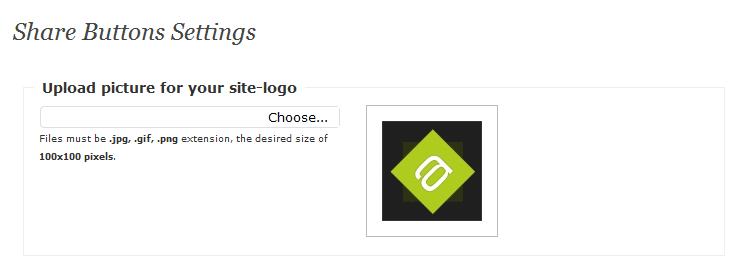 Share Buttons Settings
Upload picture for your site-logo
Choose...
Files must be .jpg, .gif, .png extension, the desired size of
100x100 pixels.
a